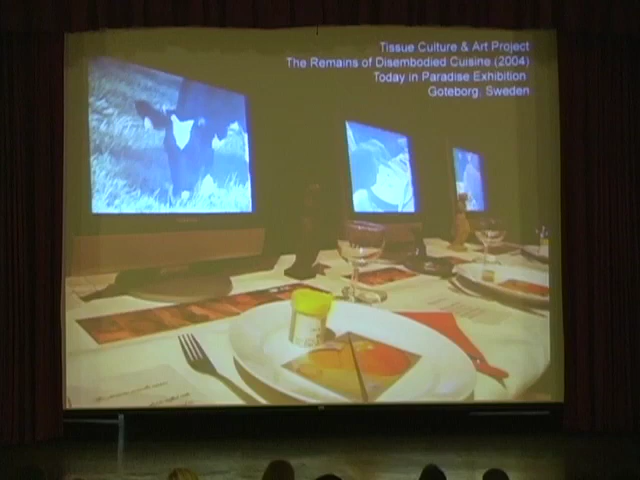 Tissue Culture & Art Project
The Remains of Disembodied Cuisine (2004)
Today in Paradise Exhibition
Goteborg, Sweden